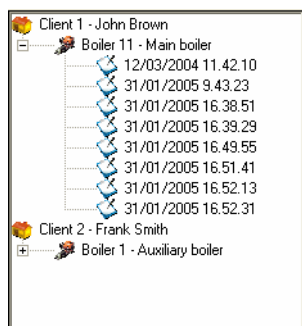 Client 1 - John Brown
Boiler 11 - Main boiler
12/03/2004 11.42.10
31/01/2005 9.43.23
31/01/2005 16.38.51
31/01/2005 16.39.29
31/01/2005 16.49.55
31/01/2005 16.51.41
31/01/2005 16.52.13
31/01/2005 16.52.31
Client 2 - Frank Smith
Boiler 1 - Auxiliary boiler